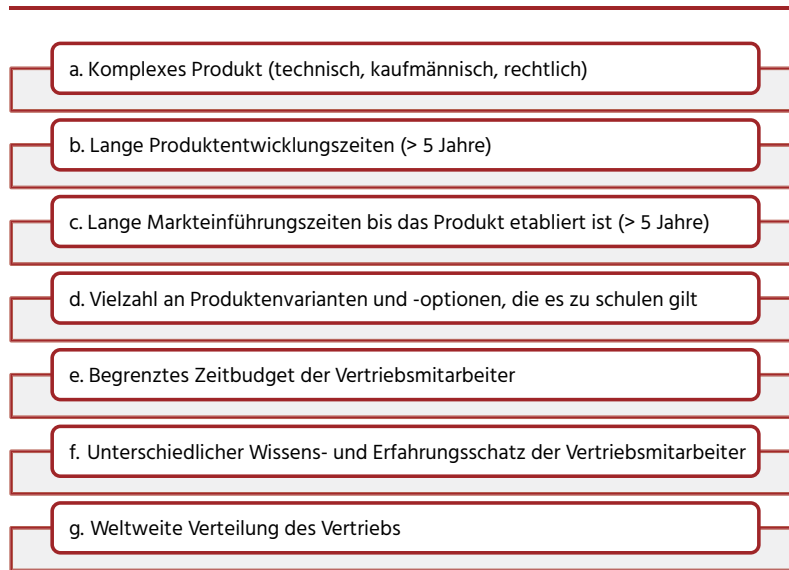 a. Komplexes Produkt (technisch, kaufmännisch, rechtlich)
b. Lange Produktentwicklungszeiten (> 5 Jahre)
c. Lange Markteinführungszeiten bis das Produkt etabliert ist (> 5 Jahre)
d. Vielzahl an Produktenvarianten und -optionen, die es zu schulen gilt
e. Begrenztes Zeitbudget der Vertriebsmitarbeiter
f. Unterschiedlicher Wissens- und Erfahrungsschatz der Vertriebsmitarbeiter
g. Weltweite Verteilung des Vertriebs